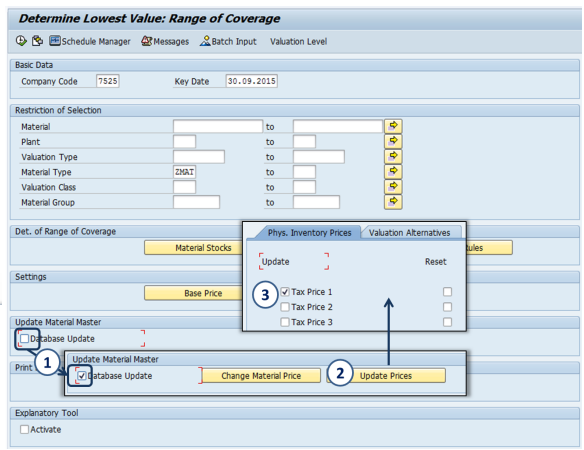 Determine Lowest Value: Range of Coverage
Schedule Manager Messages Batch Input Valuation Level
Basic Data
Company Code 7525 Key Date 30.09.2015
Restriction of Selection
Material to
Plant to
Valuation Type to
Material Type ZMAT to
Valuation Class to
Material Group to
Det. of Range of Coverage
Material Stocks
Phys. Inventory Prices Valuation Alternatives
Update Reset
3 Tax Price 1
Tax Price 2
Tax Price 3
Settings
Base Price
Update Material Master
Database Update
1
Update Material Master
Database Update Change Material Price 2 Update Prices
Print
Explanatory Tool
Activate